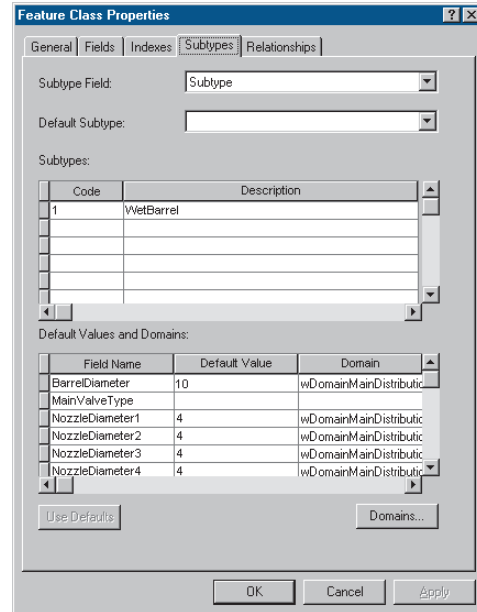 Feature Class Properties
General Fields Indexes Subtypes Relationships
Subtype Field: Subtype
Default Subtype:
Subtypes:
Code Description
1 WetBarrel
Default Values and Domains:
Field Name Default Value Domain
BarrelDiameter 10 wDomainMainDistributic
MainValveType
NozzleDiameter1 4 wDomainMainDistributic
NozzleDiameter2 4 wDomainMainDistributic
NozzleDiameter3 4 wDomainMainDistributic
NozzleDiameter4 4 wDomainMainDistributic
Use Defaults Domains...
OK Cancel Apply